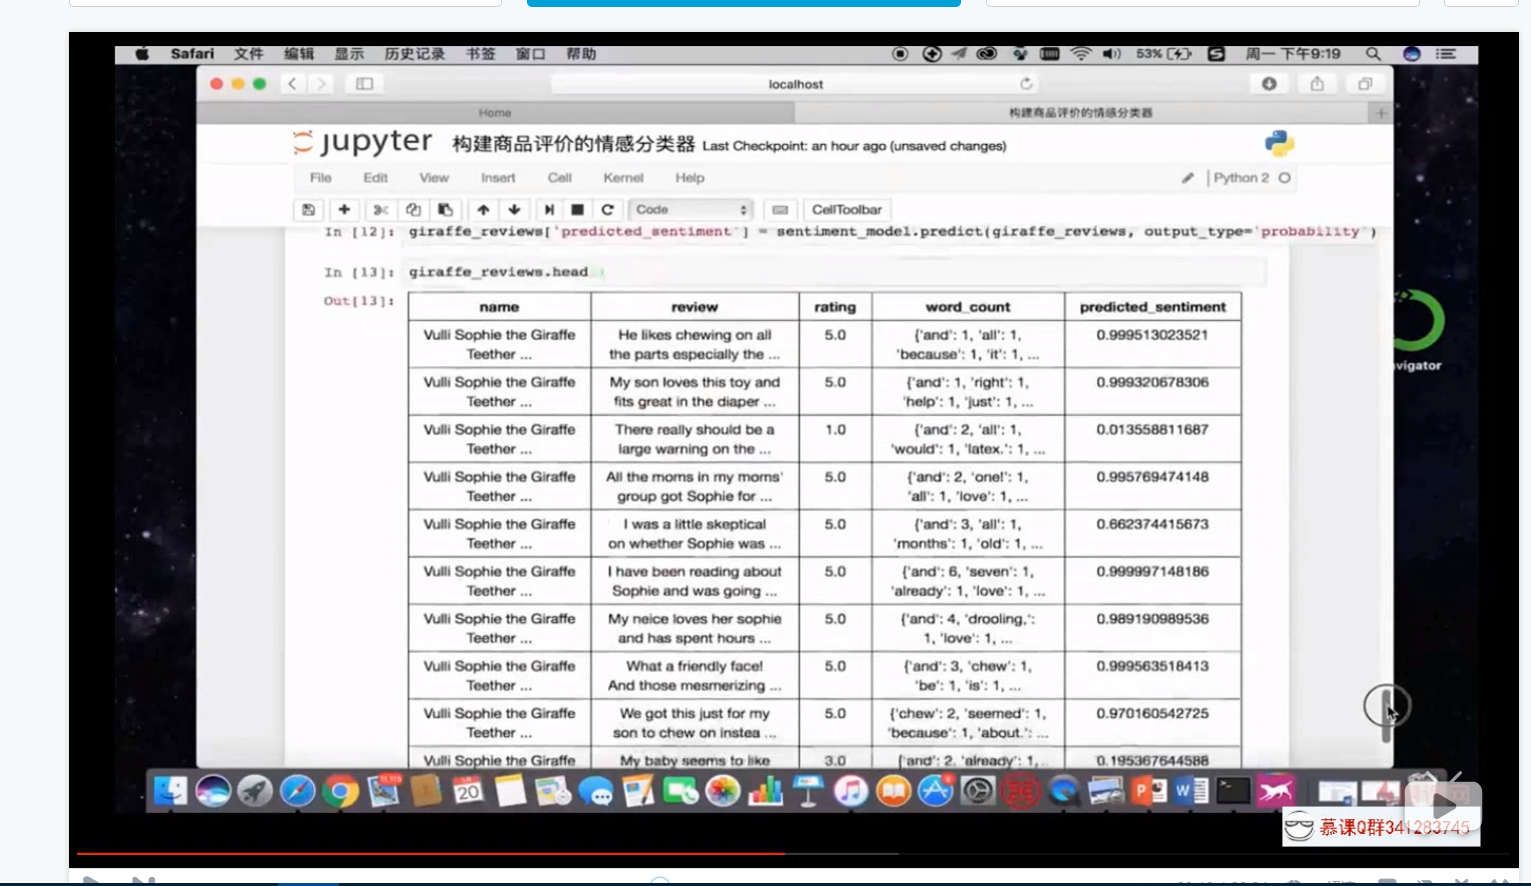 Safari 文件 编辑 显示 历史记录 书签 窗口 帮助 53% 周一 下午9:19
localhost
Home 构建商品评价的情感分类器
jupyter 构建商品评价的情感分类器 Last Checkpoint: an hour ago (unsaved changes)
File Edit View Insert Cell Kernel Help Python 2
Code CellToolbar
In [12]: giraffe_reviews['predicted_sentiment'] = sentiment_model.predict(giraffe_reviews, output_type='probability')
In [13]: giraffe_reviews.head
Out[13]:
name review rating word_count predicted_sentiment
Vulli Sophie the Giraffe He likes chewing on all 5.0 {'and': 1, 'all': 1, 0.999513023521
Teether ... the parts especially the ... 'because': 1, 'it': 1, ...
Vulli Sophie the Giraffe My son loves this toy and 5.0 {'and': 1, 'right': 1, 0.999320678306
Teether ... fits great in the diaper ... 'help': 1, 'just': 1, ...
Vulli Sophie the Giraffe There really should be a 1.0 {'and': 2, 'all': 1, 0.013558811687
Teether ... large warning on the ... 'would': 1, 'latex.': 1, ...
Vulli Sophie the Giraffe All the moms in my moms' 5.0 {'and': 2, 'one!': 1, 0.995769474148
Teether ... group got Sophie for ... 'all': 1, 'love': 1, ...
Vulli Sophie the Giraffe I was a little skeptical 5.0 {'and': 3, 'all': 1, 0.662374415673
Teether ... on whether Sophie was ... 'months': 1, 'old': 1, ...
Vulli Sophie the Giraffe I have been reading about 5.0 {'and': 6, 'seven': 1, 0.999997148186
Teether ... Sophie and was going ... 'already': 1, 'love': 1, ...
Vulli Sophie the Giraffe My neice loves her sophie 5.0 {'and': 4, 'drooling,': 0.989190989536
Teether ... and has spent hours ... 1, 'love': 1, ...
Vulli Sophie the Giraffe What a friendly face! 5.0 {'and': 3, 'chew': 1, 0.999563518413
Teether ... And those mesmerizing ... 'be': 1, 'is': 1, ...
Vulli Sophie the Giraffe We got this just for my 5.0 {'chew': 2, 'seemed': 1, 0.970160542725
Teether ... son to chew on instea ... 'because': 1, 'about.': ...
Vulli Sophie the Giraffe My baby seems to like 3.0 {'and': 2, 'already': 1, 0.195367644588
vigator
20
慕课Q群341283745